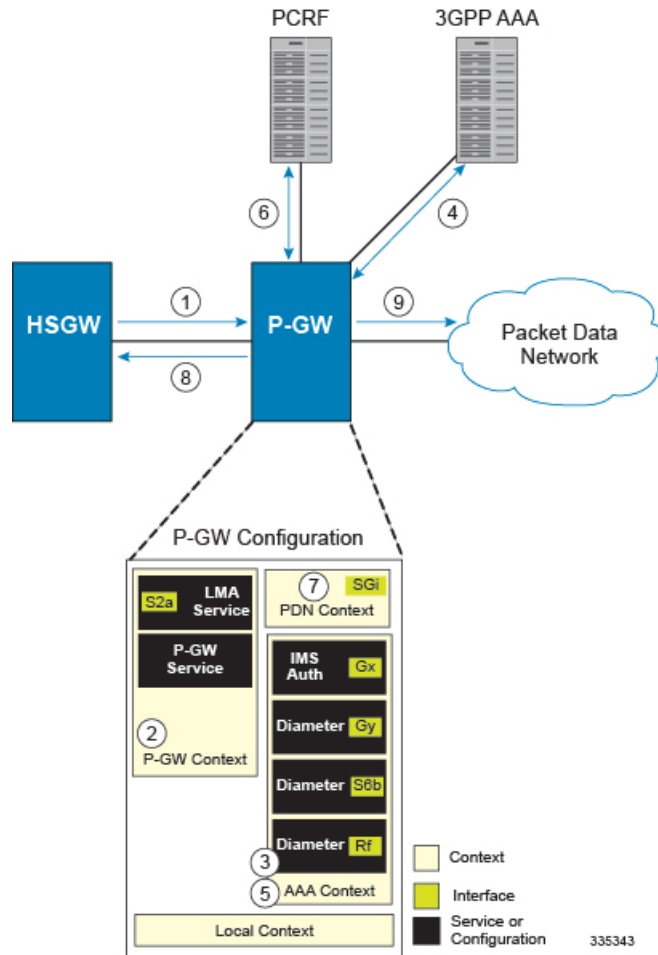 PCRF
3GPP AAA
6
4
HSGW
1
8
P-GW
9
Packet Data
Network
P-GW Configuration
S2a
LMA
Service
P-GW
Service
2
P-GW Context
7
SGi
PDN Context
IMS
Auth
Gx
Diameter
Gy
Diameter
S6b
Diameter
Rf
3
5
AAA Context
Local Context
Context
Interface
Service or
Configuration
335343